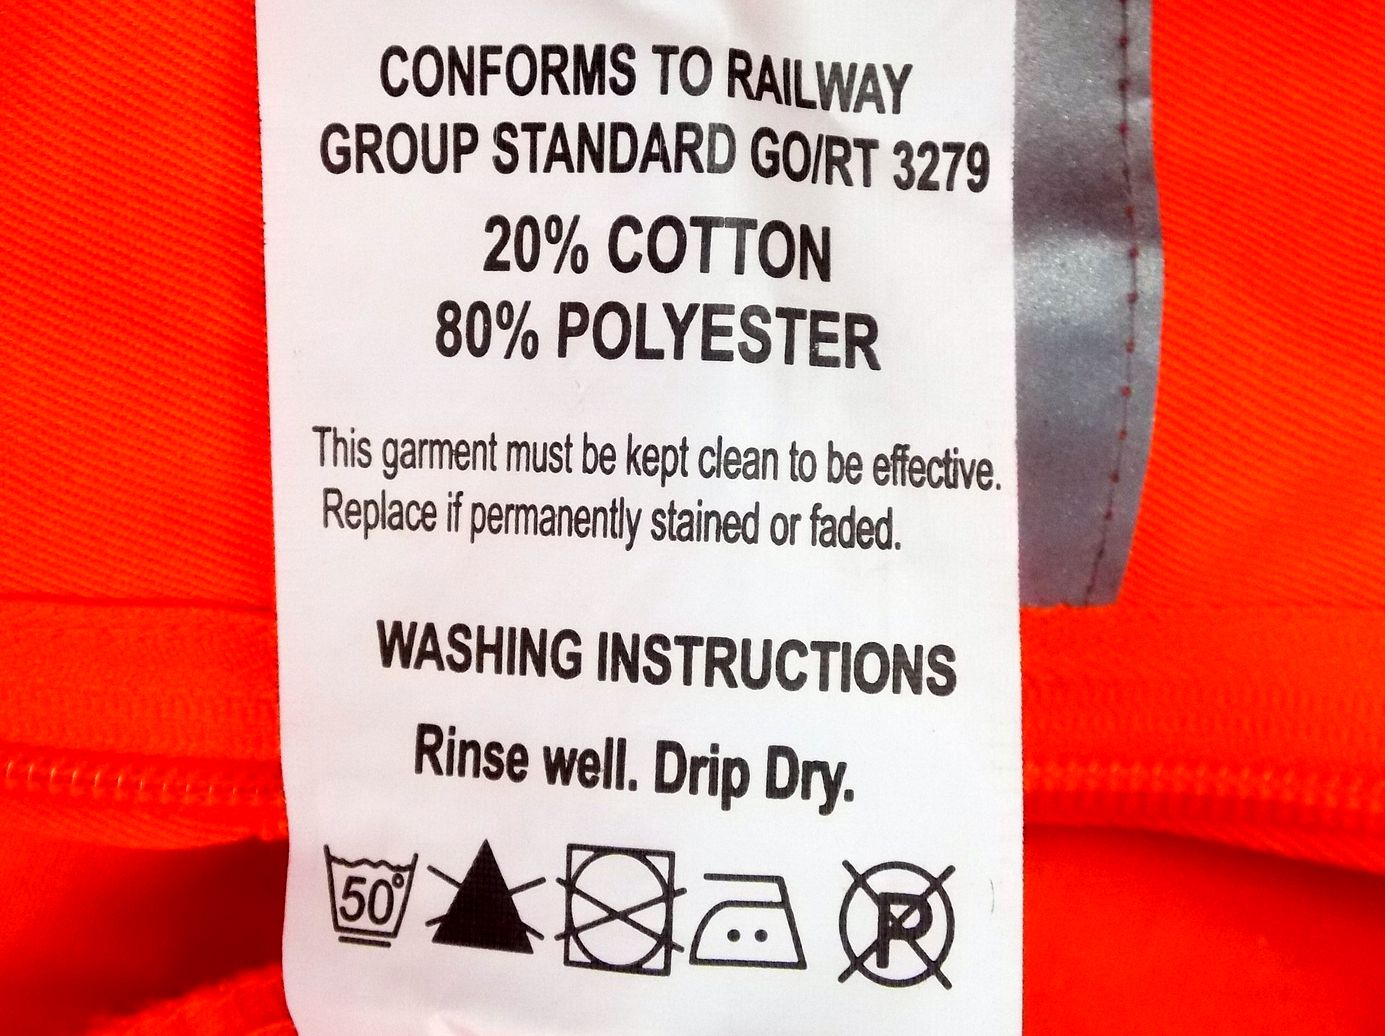 CONFORMS TO RAILWAY
GROUP STANDARD GO/RT 3279
20% COTTON
80% POLYESTER
This garment must be kept clean to be effective.
Replace if permanently stained or faded.
WASHING INSTRUCTIONS
Rinse well. Drip Dry.
50° P